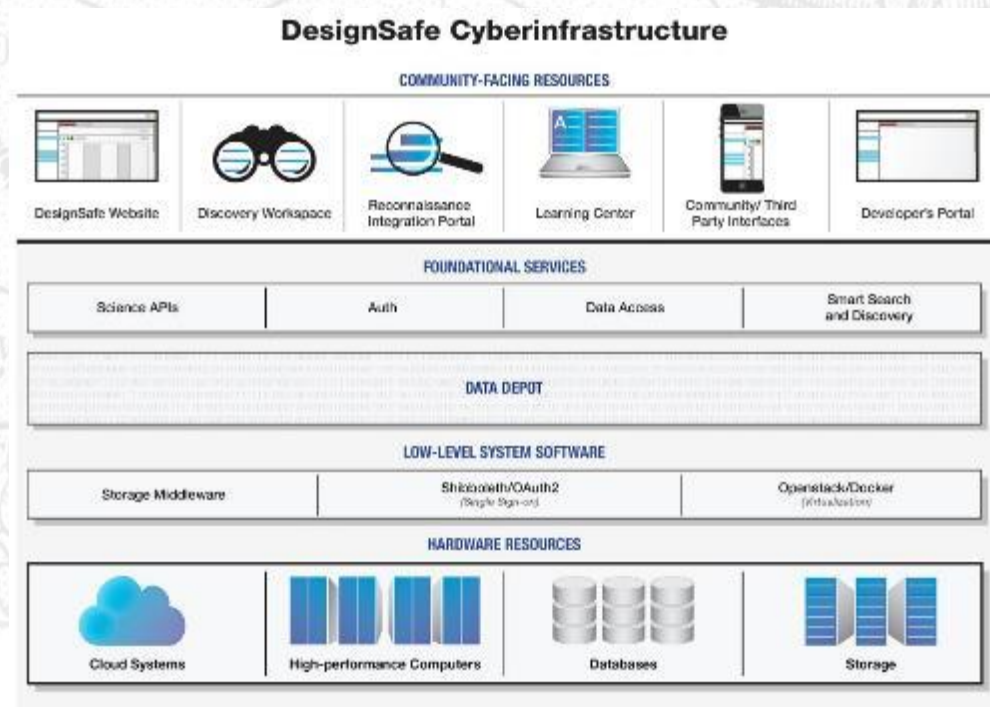 DesignSafe Cyberinfrastructure
COMMUNITY-FACING RESOURCES
A
DesignSafe Website
Discovery Workspace
Reconnaissance
Integration Portal
Learning Center
Community/ Third
Party Interfaces
Developer's Portal
FOUNDATIONAL SERVICES
Science APIs
Auth
Data Access
Smart Search
and Discovery
DATA DEPOT
LOW-LEVEL SYSTEM SOFTWARE
Storage Middleware
Shibboleth/OAuth2
(Single Sign-on)
Openstack/Docker
(Virtualization)
HARDWARE RESOURCES
Cloud Systems
High-performance Computers
Databases
Storage